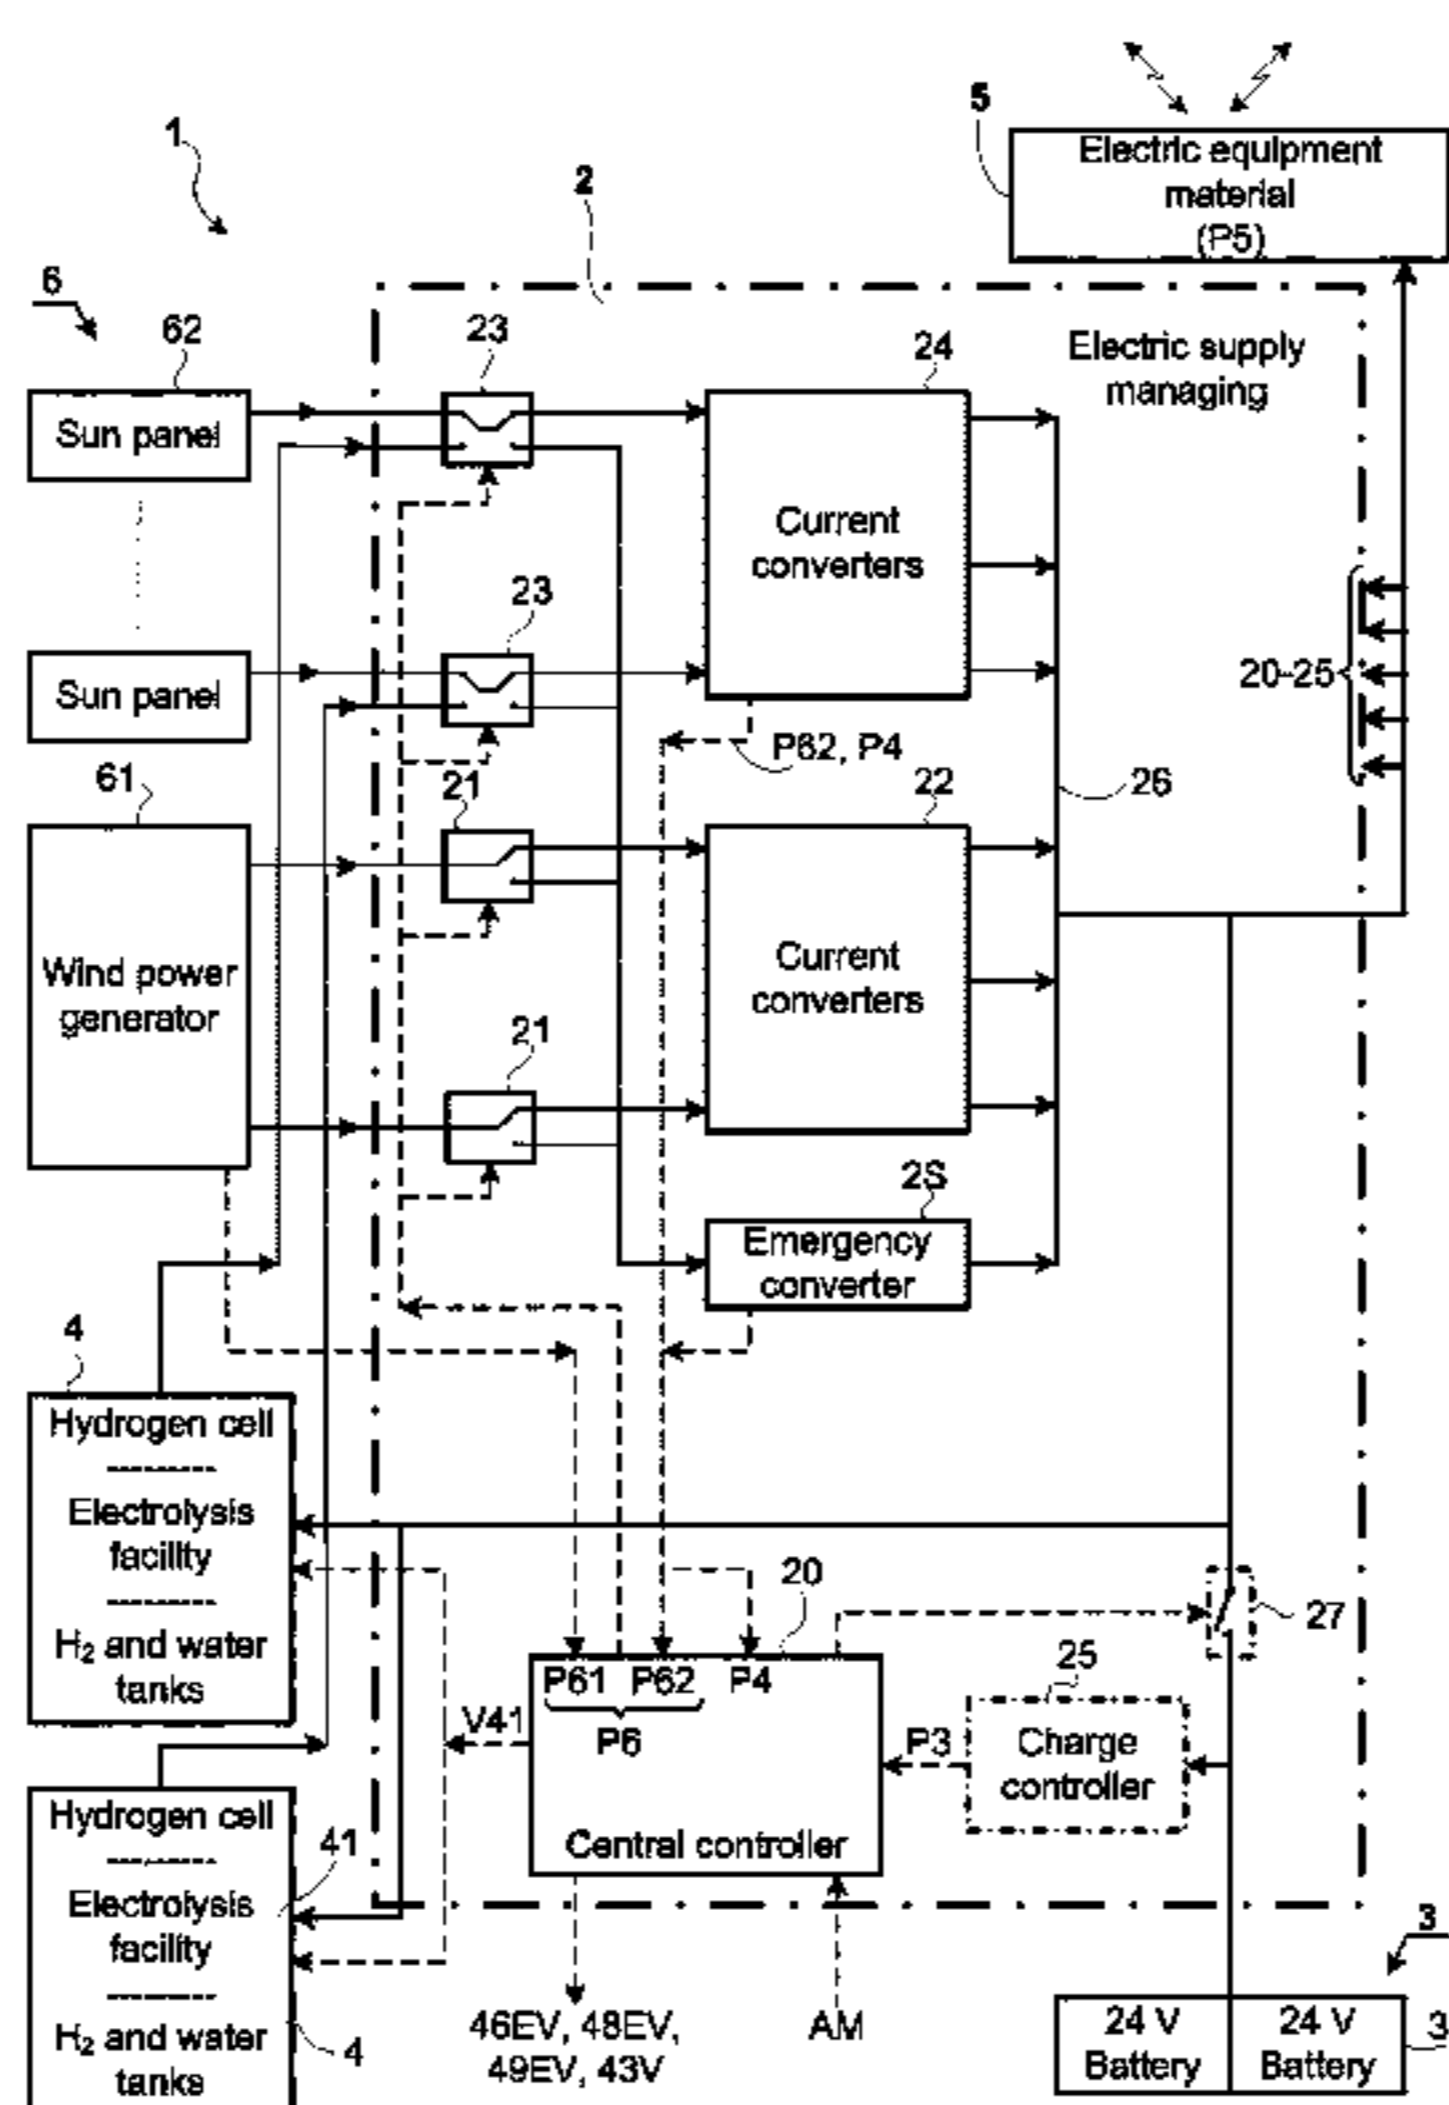 5
Electric equipment
material
(P5)
1
2
6
62
23
24
Electric supply
managing
Sun panel
Current
converters
23
20-25
Sun panel
P62, P4
61
21
22
26
Wind power
generator
Current
converters
21
2S
Emergency
converter
4
Hydrogen cell
Electrolysis
facility
H₂ and water
tanks
20
27
25
P61 P62 P4
P6
V41
P3
Charge
controller
Central controller
Hydrogen cell
41
Electrolysis
facility
H₂ and water
tanks
4
46EV, 48EV,
49EV, 43V
AM
3
24 V
Battery
24 V
Battery
3